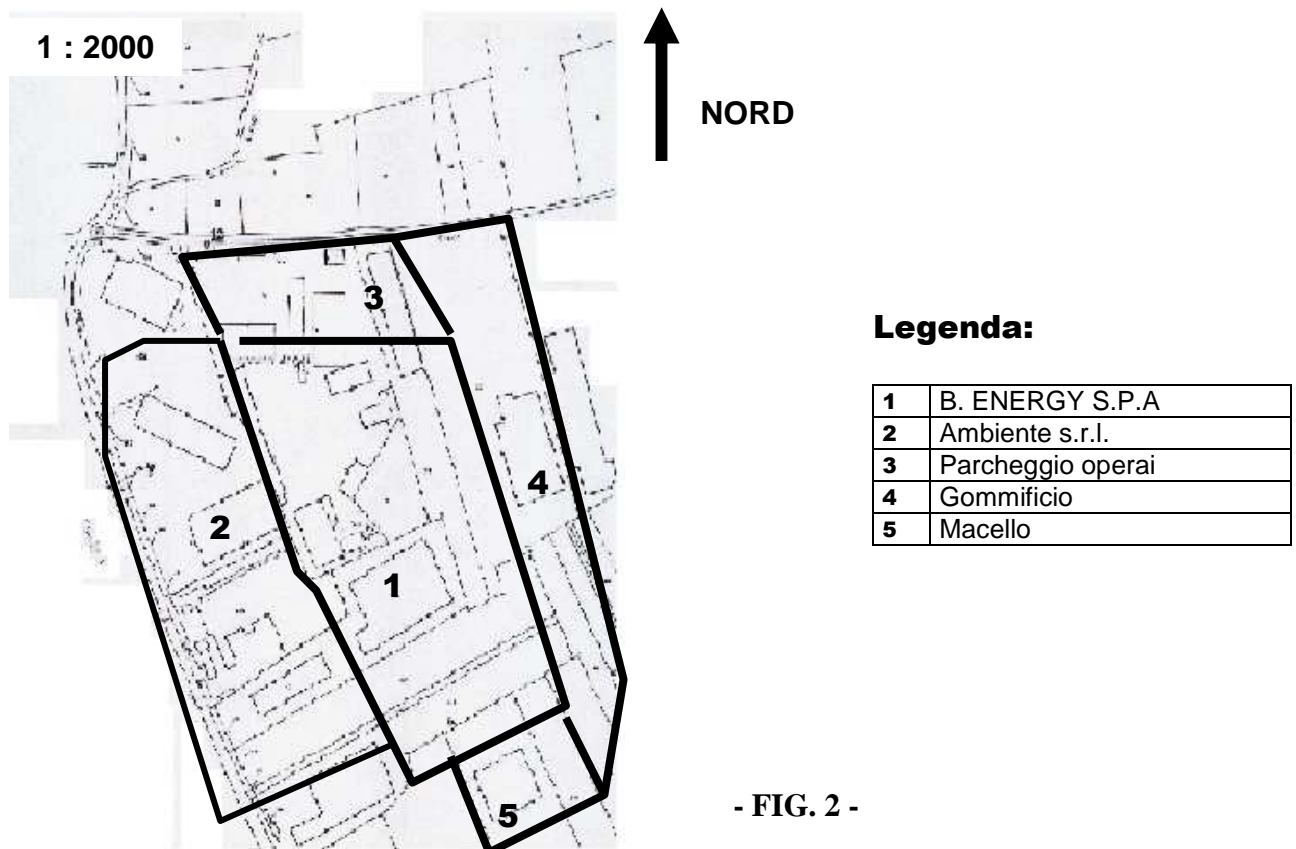 1 : 2000
NORD
3
Legenda:
1 B. ENERGY S.P.A
2 Ambiente s.r.l.
3 Parcheggio operai
4 Gommificio
5 Macello
4
2
1
5
- FIG. 2 -